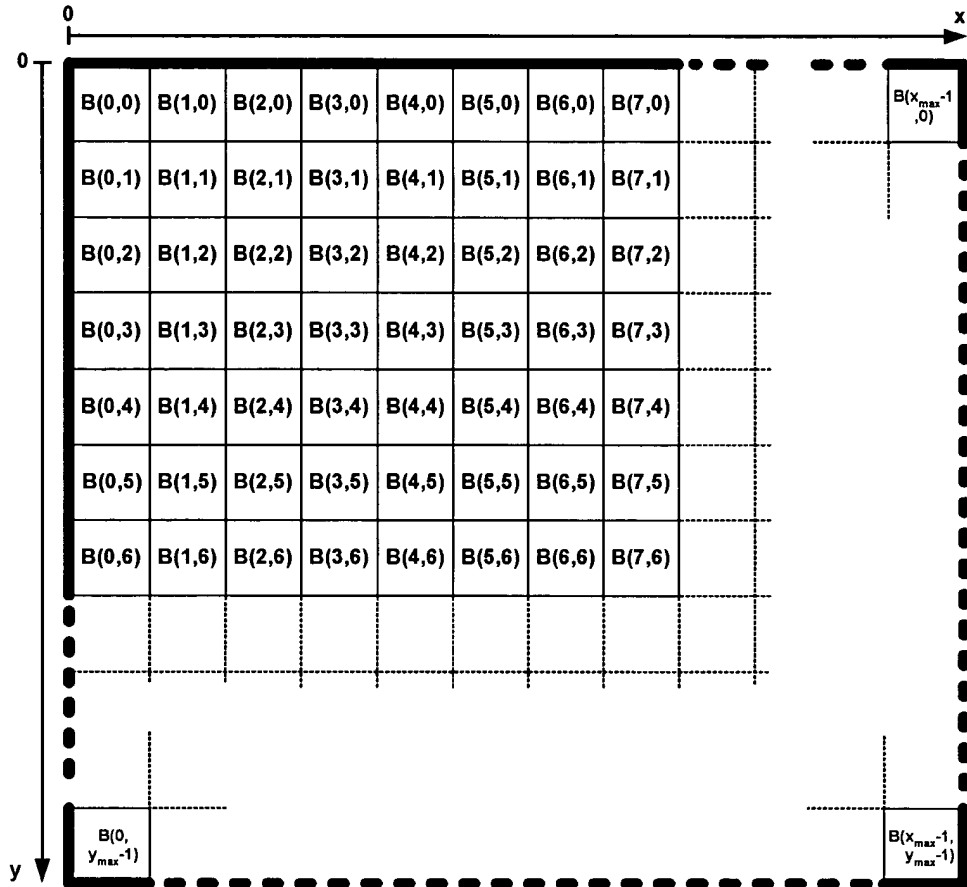 0
x
0
B(0,0) B(1,0) B(2,0) B(3,0) B(4,0) B(5,0) B(6,0) B(7,0)
B(xmax-1
,0)
B(0,1) B(1,1) B(2,1) B(3,1) B(4,1) B(5,1) B(6,1) B(7,1)
B(0,2) B(1,2) B(2,2) B(3,2) B(4,2) B(5,2) B(6,2) B(7,2)
B(0,3) B(1,3) B(2,3) B(3,3) B(4,3) B(5,3) B(6,3) B(7,3)
B(0,4) B(1,4) B(2,4) B(3,4) B(4,4) B(5,4) B(6,4) B(7,4)
B(0,5) B(1,5) B(2,5) B(3,5) B(4,5) B(5,5) B(6,5) B(7,5)
B(0,6) B(1,6) B(2,6) B(3,6) B(4,6) B(5,6) B(6,6) B(7,6)
B(0,
ymax-1)
B(xmax-1,
ymax-1)
y